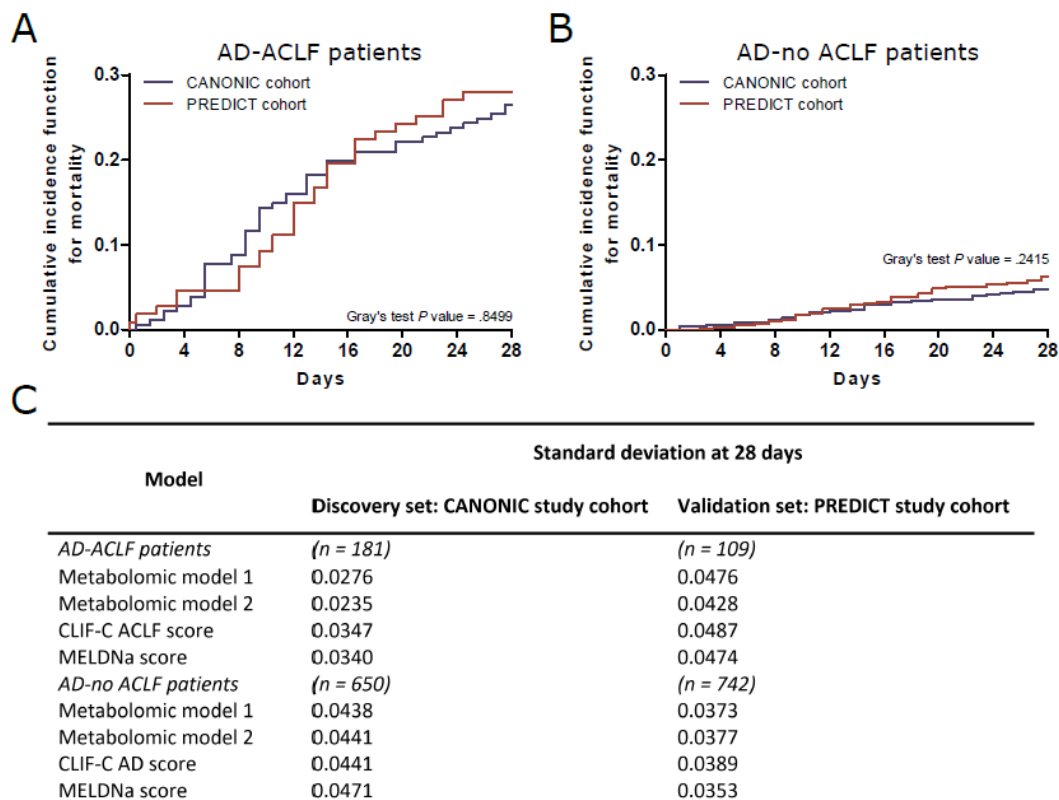 A
AD-ACLF patients
CANONIC cohort
PREDICT cohort
Cumulative incidence function
for mortality
0.3
0.2
0.1
0.0
Gray's test P value = .8499
0 4 8 12 16 20 24 28
Days
B
AD-no ACLF patients
CANONIC cohort
PREDICT cohort
Cumulative incidence function
for mortality
0.3
0.2
0.1
0.0
Gray's test P value = .2415
0 4 8 12 16 20 24 28
Days
C
Model
Standard deviation at 28 days
Discovery set: CANONIC study cohort Validation set: PREDICT study cohort
AD-ACLF patients (n = 181) (n = 109)
Metabolomic model 1 0.0276 0.0476
Metabolomic model 2 0.0235 0.0428
CLIF-C ACLF score 0.0347 0.0487
MELDNa score 0.0340 0.0474
AD-no ACLF patients (n = 650) (n = 742)
Metabolomic model 1 0.0438 0.0373
Metabolomic model 2 0.0441 0.0377
CLIF-C AD score 0.0441 0.0389
MELDNa score 0.0471 0.0353